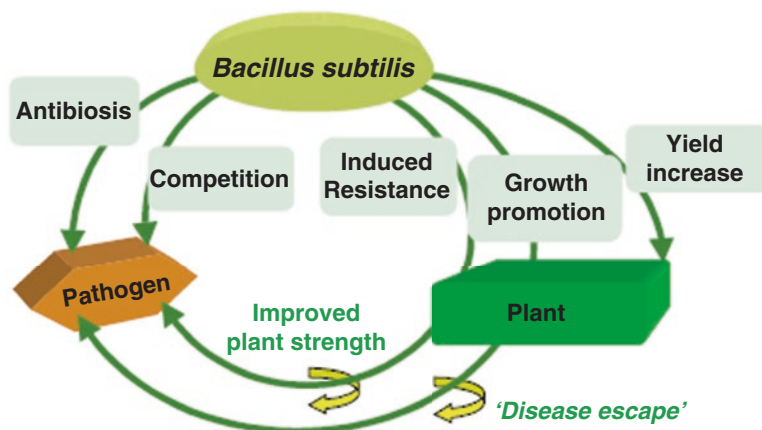 Bacillus subtilis
Antibiosis
Competition
Induced
Resistance
Growth
promotion
Yield
increase
Pathogen
Plant
Improved
plant strength
‘Disease escape’